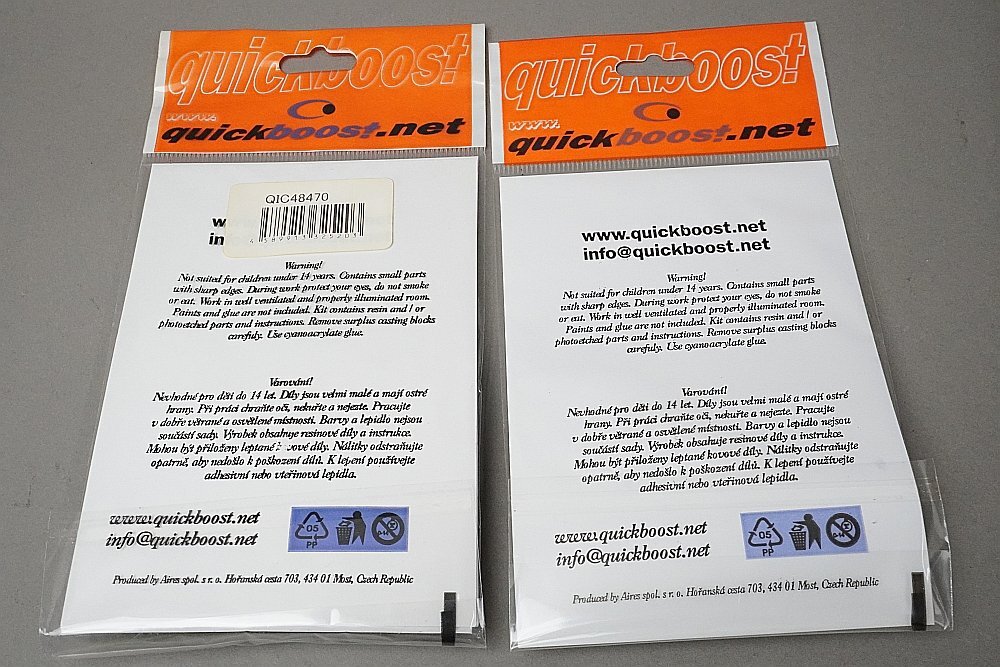 quickboost
www.
quickboost.net
QIC48470
4 589913 325203
w
in
Warning!
Not suited for children under 14 years. Contains small parts
with sharp edges. During work protect your eyes, do not smoke
or eat. Work in well ventilated and properly illuminated room.
Paints and glue are not included. Kit contains resin and / or
photoetched parts and instructions. Remove surplus casting blocks
carefuly. Use cyanoacrylate glue.
Varování!
Nevhodné pro děti do 14 let. Díly jsou velmi malé a mají ostré
hrany. Při práci chraňte oči, nekuřte a nejezte. Pracujte
v dobře větrané a osvětlené místnosti. Barvy a lepidlo nejsou
součástí sady. Výrobek obsahuje resinové díly a instrukce.
Mohou být přiloženy leptané vové díly. Nálitky odstraňujte
opatrně, aby nedošlo k poškození dílů. K lepení používejte
adhesivní nebo vteřinová lepidla.
www.quickboost.net
info@quickboost.net
05
PP
0-14
Produced by Aires spol. s r. o. Hořanská cesta 703, 434 01 Most, Czech Republic
quickboost
www.
quickboost.net
www.quickboost.net
info@quickboost.net
Warning!
Not suited for children under 14 years. Contains small parts
with sharp edges. During work protect your eyes, do not smoke
or eat. Work in well ventilated and properly illuminated room.
Paints and glue are not included. Kit contains resin and / or
photoetched parts and instructions. Remove surplus casting blocks
carefuly. Use cyanoacrylate glue.
Varování!
Nevhodné pro děti do 14 let. Díly jsou velmi malé a mají ostré
hrany. Při práci chraňte oči, nekuřte a nejezte. Pracujte
v dobře větrané a osvětlené místnosti. Barvy a lepidlo nejsou
součástí sady. Výrobek obsahuje resinové díly a instrukce.
Mohou být přiloženy leptané kovové díly. Nálitky odstraňujte
opatrně, aby nedošlo k poškození dílů. K lepení používejte
adhesivní nebo vteřinová lepidla.
www.quickboost.net
info@quickboost.net
05
PP
0-14
Produced by Aires spol. s r. o. Hořanská cesta 703, 434 01 Most, Czech Republic